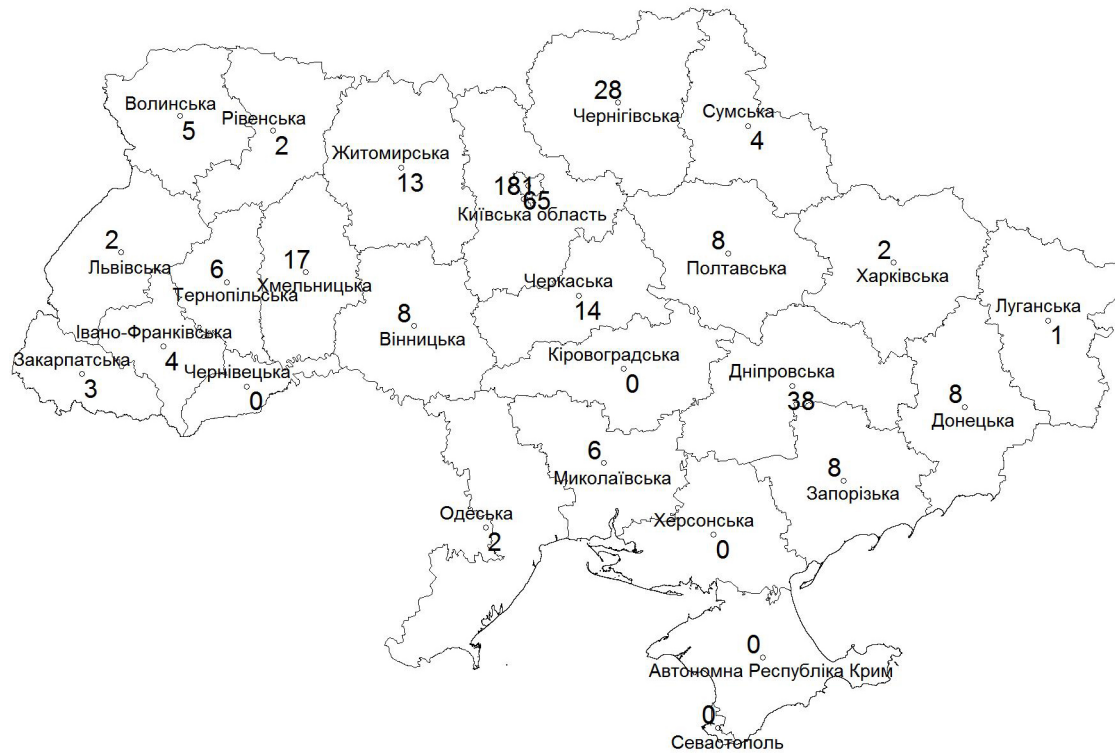 28
Чернігівська
Волинська
5
Рівненська
2
Сумська
4
Житомирська
13
181
65
Київська область
2
Львівська
6
Тернопільська
17
Хмельницька
8
Полтавська
2
Харківська
Черкаська
14
Луганська
1
8
Вінницька
Івано-Франківська
4
Закарпатська
3
Чернівецька
0
Кіровоградська
0
Дніпровська
38
8
Донецька
6
Миколаївська
8
Запорізька
Одеська
2
Херсонська
0
0
Автономна Республіка Крим
0
Севастополь